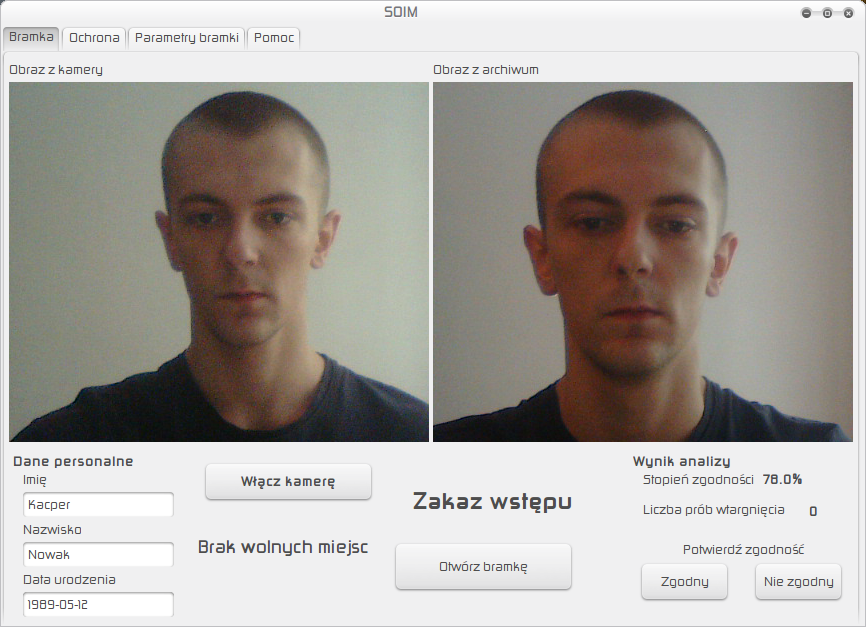 SOIM
Bramka Ochrona Parametry bramki Pomoc
Obraz z kamery
Obraz z archiwum
Dane personalne
Imię
Kacper
Nazwisko
Nowak
Data urodzenia
1989-05-12
Włącz kamerę
Brak wolnych miejsc
Zakaz wstępu
Otwórz bramkę
Wynik analizy
Stopień zgodności 78.0%
Liczba prób wtargnięcia 0
Potwierdź zgodność
Zgodny Nie zgodny